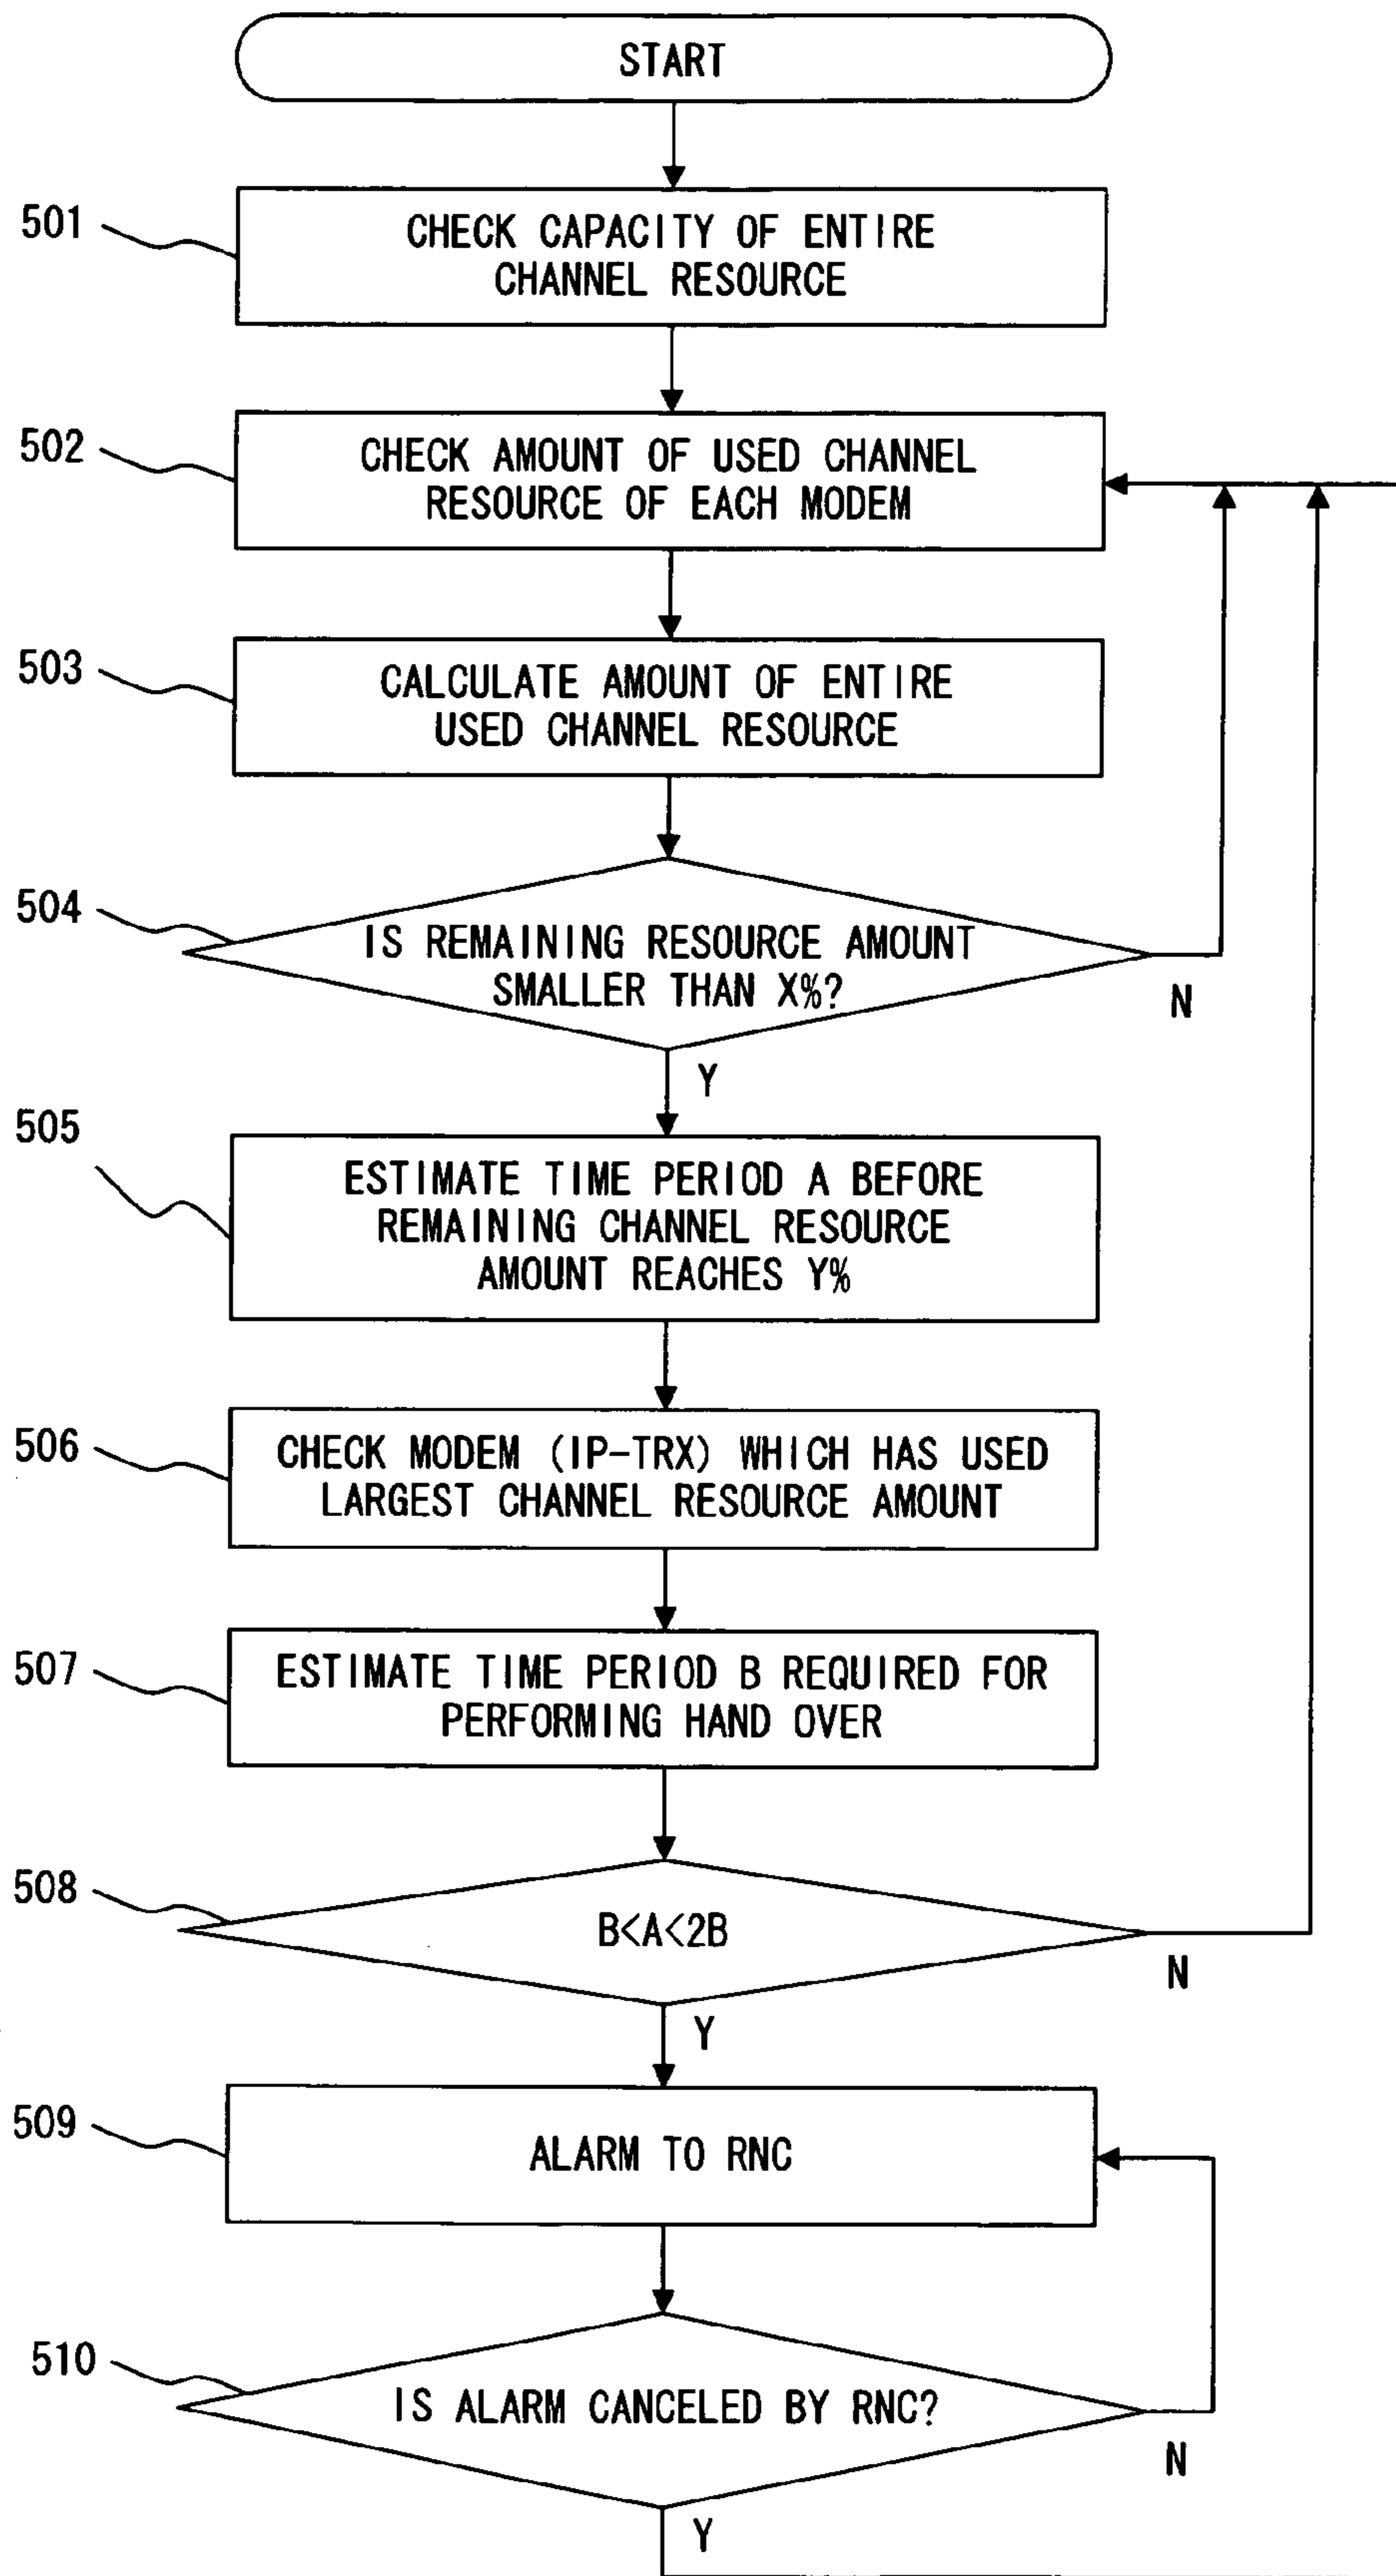 START
501
CHECK CAPACITY OF ENTIRE
CHANNEL RESOURCE
502
CHECK AMOUNT OF USED CHANNEL
RESOURCE OF EACH MODEM
503
CALCULATE AMOUNT OF ENTIRE
USED CHANNEL RESOURCE
504
IS REMAINING RESOURCE AMOUNT
SMALLER THAN X%?
N
Y
505
ESTIMATE TIME PERIOD A BEFORE
REMAINING CHANNEL RESOURCE
AMOUNT REACHES Y%
506
CHECK MODEM (IP-TRX) WHICH HAS USED
LARGEST CHANNEL RESOURCE AMOUNT
507
ESTIMATE TIME PERIOD B REQUIRED FOR
PERFORMING HAND OVER
508
B<A<2B
N
Y
509
ALARM TO RNC
510
IS ALARM CANCELED BY RNC?
N
Y